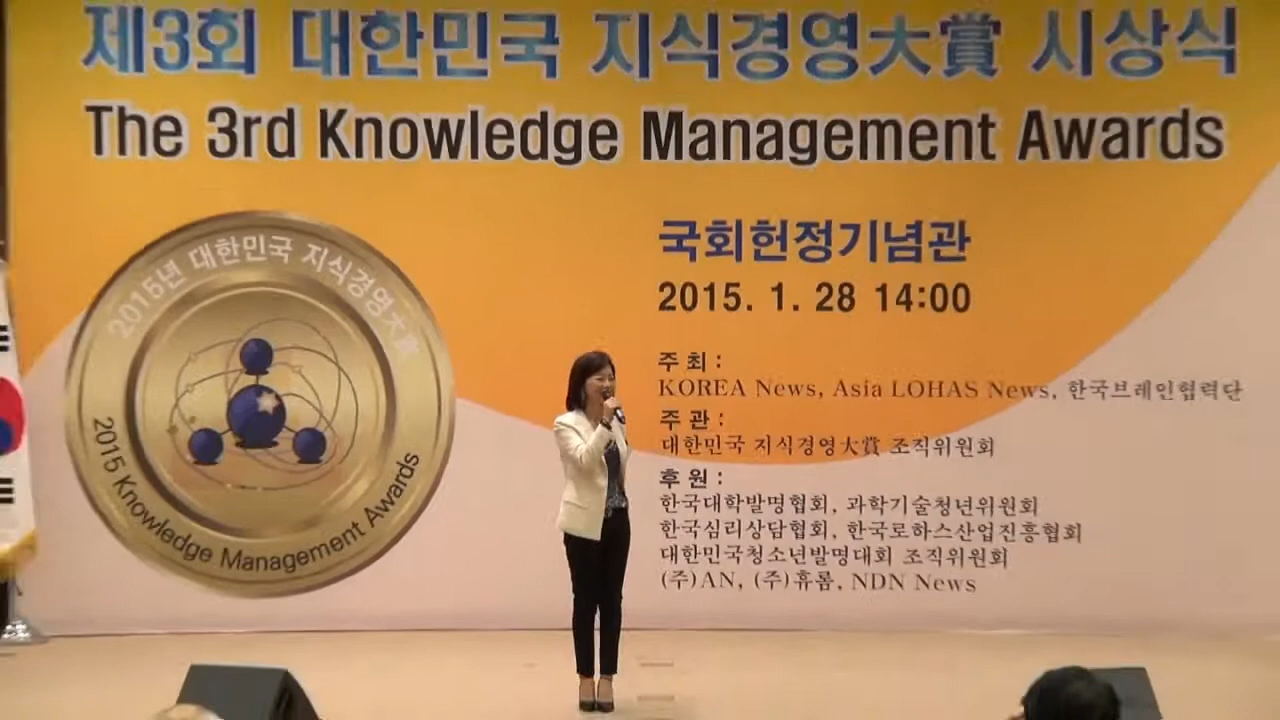 제3회 대한민국 지식경영大賞 시상식
The 3rd Knowledge Management Awards
2015년 대한민국 지식경영大賞
2015 Knowledge Management Awards
국회헌정기념관
2015. 1. 28 14:00
주최 :
KOREA News, Asia LOHAS News, 한국브레인협력단
주관 :
대한민국 지식경영大賞 조직위원회
후원 :
한국대학발명협회, 과학기술청년위원회
한국심리상담협회, 한국로하스산업진흥협회
대한민국청소년발명대회 조직위원회
(주)AN, (주)휴롬, NDN News